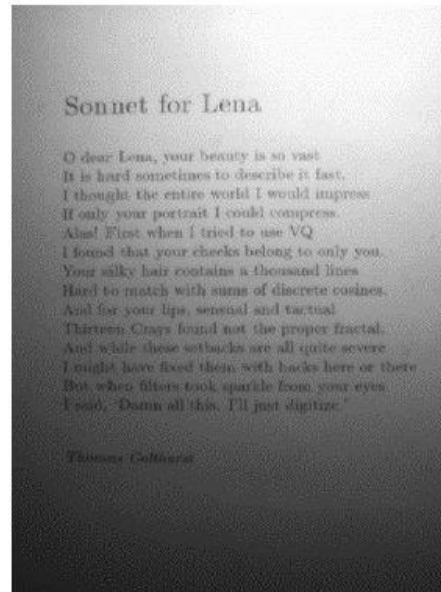 Sonnet for Lena
O dear Lena, your beauty is so vast
It is hard sometimes to describe it fast.
I thought the entire world I would impress
If only your portrait I could compress.
Alas! First when I tried to use VQ
I found that your cheeks belong to only you.
Your silky hair contains a thousand lines
Hard to match with sums of discrete cosines.
And for your lips, sensual and tactual
Thirteen Crays found not the proper fractal.
And while these setbacks are all quite severe
I might have fixed them with hacks here or there
But when filters took sparkle from your eyes
I said, 'Damn all this. I'll just digitize.'
Thomas Colthurst